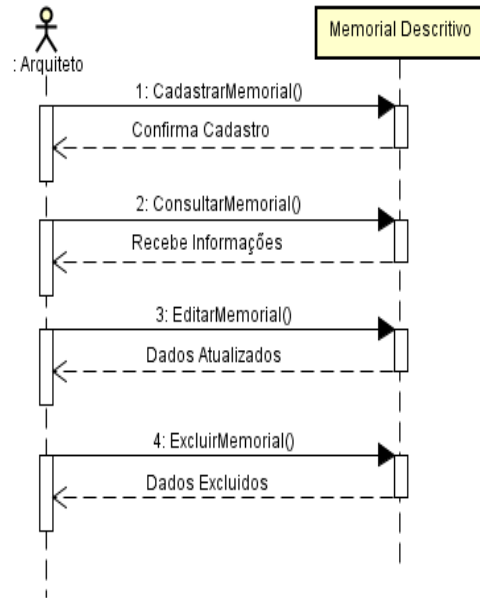 Memorial Descritivo
: Arquiteto
1: CadastrarMemorial()
Confirma Cadastro
2: ConsultarMemorial()
Recebe Informações
3: EditarMemorial()
Dados Atualizados
4: ExcluirMemorial()
Dados Excluidos